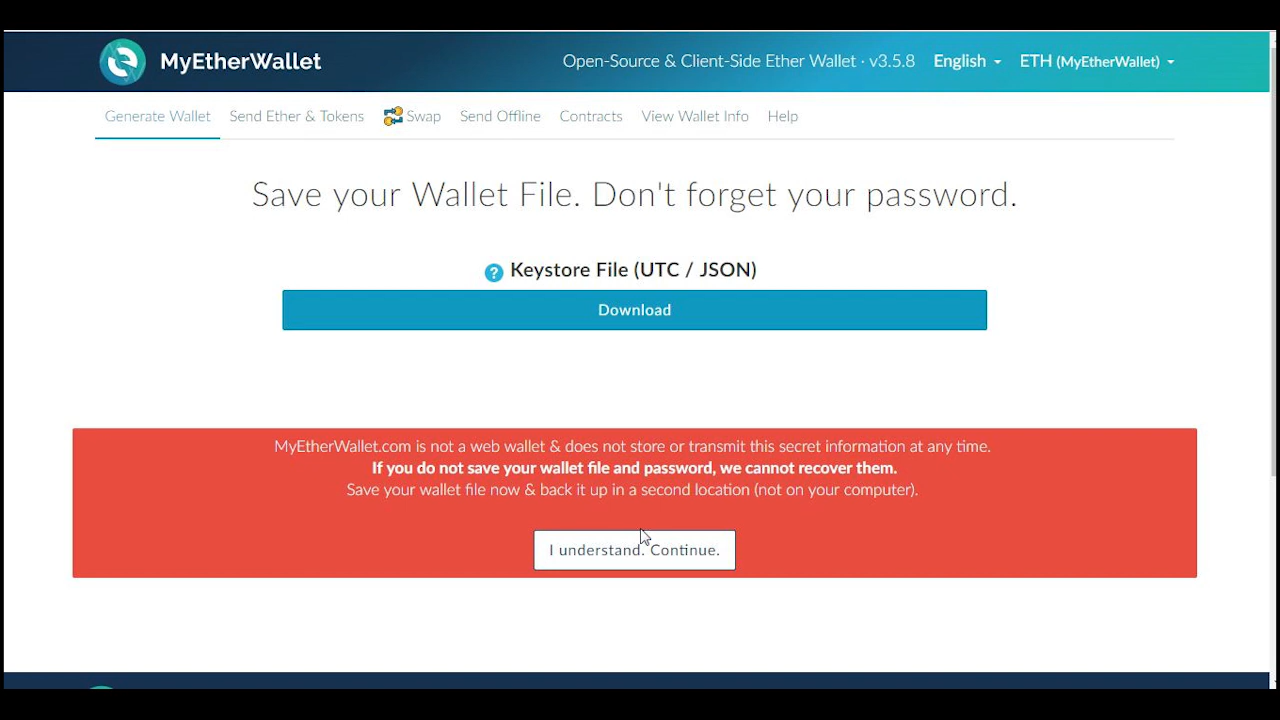 MyEtherWallet
Open-Source & Client-Side Ether Wallet · v3.5.8 English ETH (MyEtherWallet)
Generate Wallet Send Ether & Tokens Swap Send Offline Contracts View Wallet Info Help
Save your Wallet File. Don't forget your password.
? Keystore File (UTC / JSON)
Download
MyEtherWallet.com is not a web wallet & does not store or transmit this secret information at any time.
If you do not save your wallet file and password, we cannot recover them.
Save your wallet file now & back it up in a second location (not on your computer).
I understand. Continue.